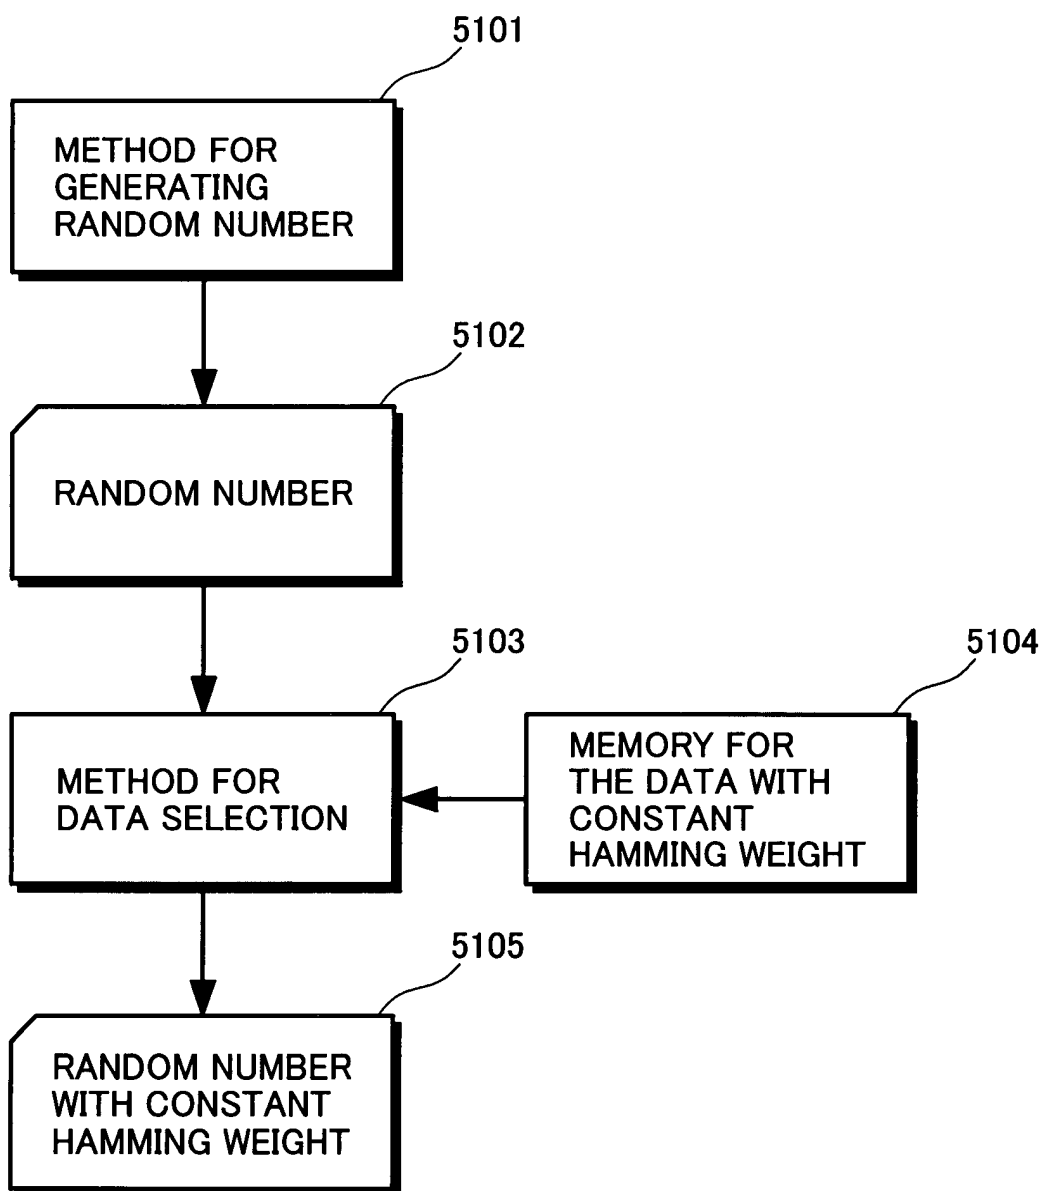 5101
METHOD FOR
GENERATING
RANDOM NUMBER
5102
RANDOM NUMBER
5103
METHOD FOR
DATA SELECTION
5104
MEMORY FOR
THE DATA WITH
CONSTANT
HAMMING WEIGHT
5105
RANDOM NUMBER
WITH CONSTANT
HAMMING WEIGHT